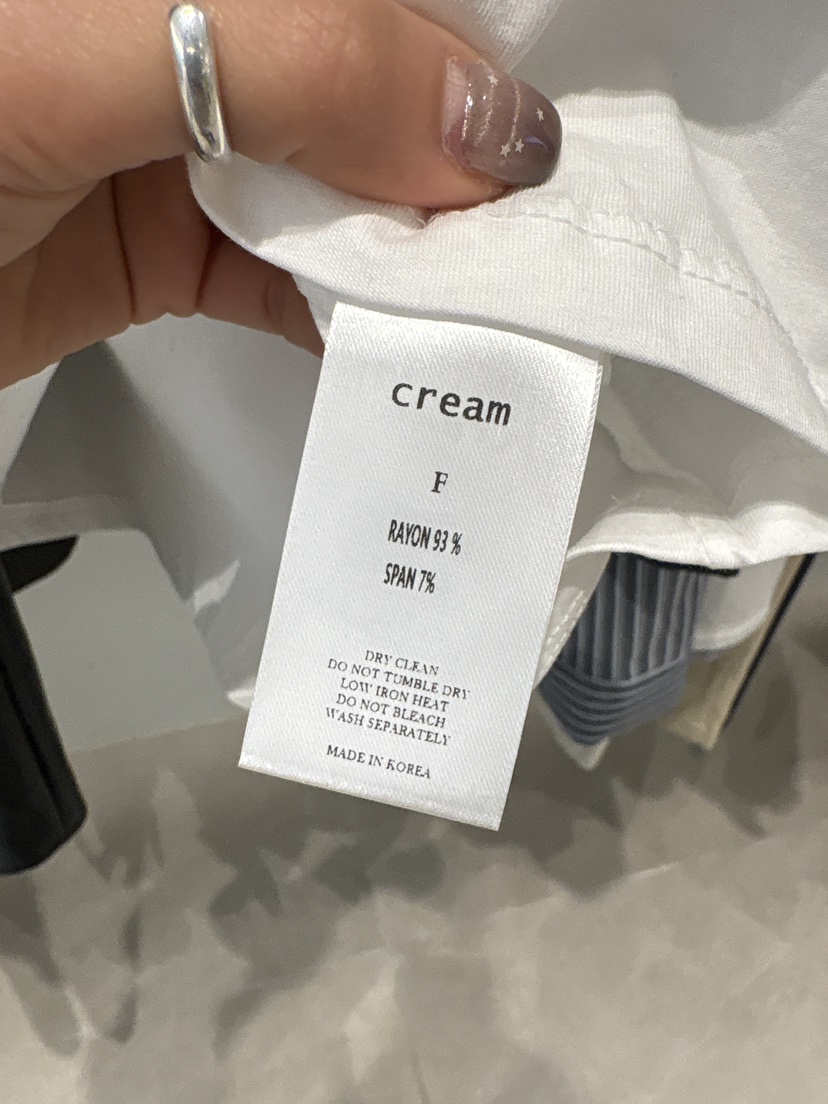 cream
F
RAYON 93 %
SPAN 7%
DRY CLEAN
DO NOT TUMBLE DRY
LOW IRON HEAT
DO NOT BLEACH
WASH SEPARATELY
MADE IN KOREA